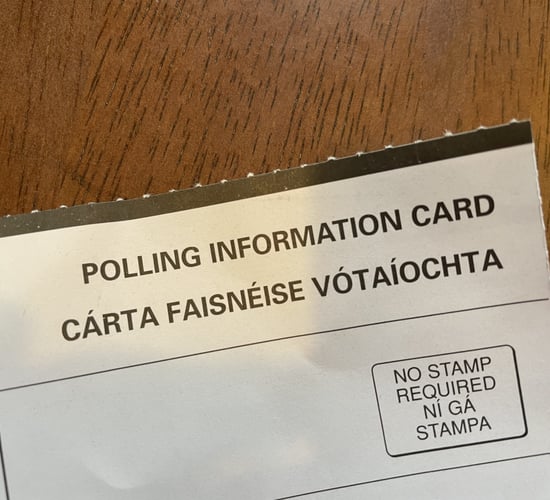 POLLING INFORMATION CARD
CÁRTA FAISNÉISE VÓTAÍOCHTA
NO STAMP
REQUIRED
NÍ GÁ
STAMPA